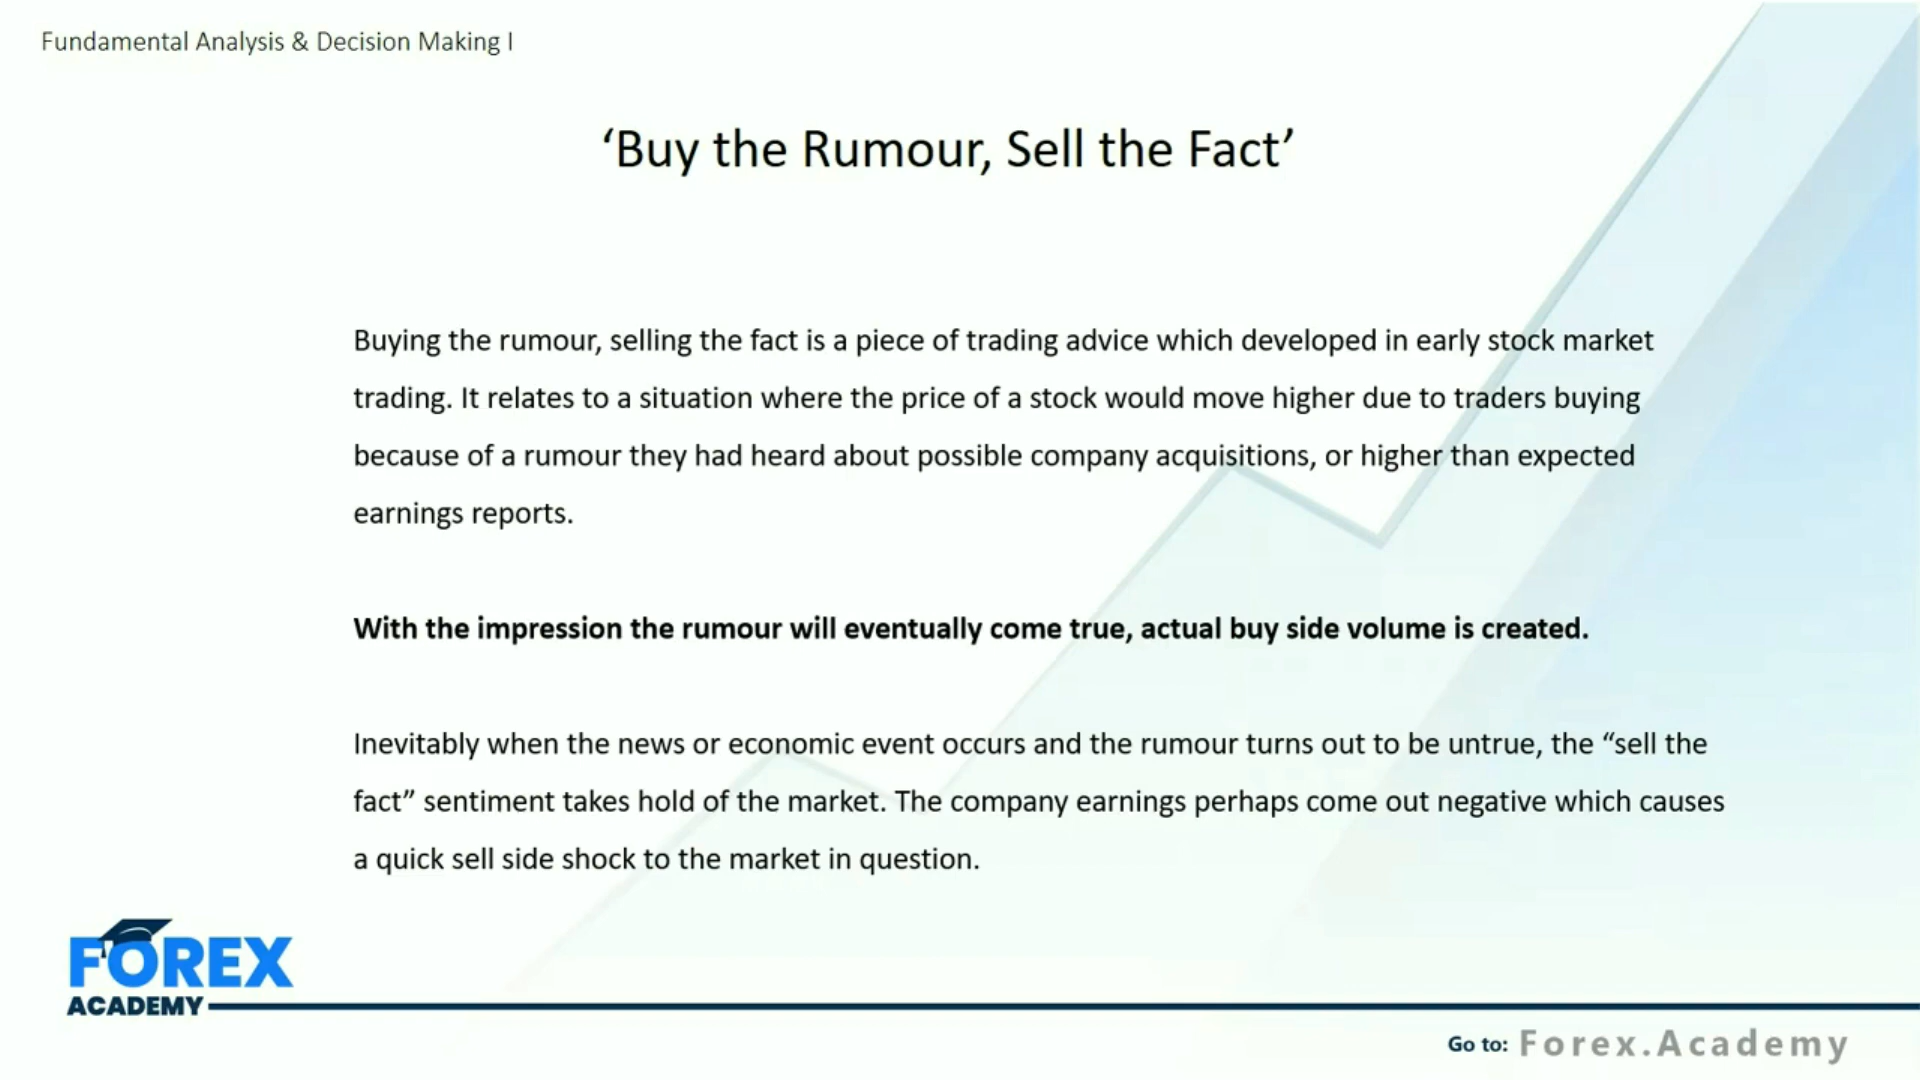 Fundamental Analysis & Decision Making I
‘Buy the Rumour, Sell the Fact’
Buying the rumour, selling the fact is a piece of trading advice which developed in early stock market
trading. It relates to a situation where the price of a stock would move higher due to traders buying
because of a rumour they had heard about possible company acquisitions, or higher than expected
earnings reports.
With the impression the rumour will eventually come true, actual buy side volume is created.
Inevitably when the news or economic event occurs and the rumour turns out to be untrue, the “sell the
fact” sentiment takes hold of the market. The company earnings perhaps come out negative which causes
a quick sell side shock to the market in question.
FOREX
ACADEMY
Go to: Forex.Academy